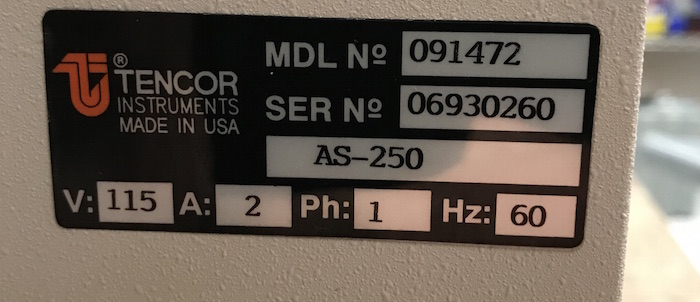 TENCOR®
INSTRUMENTS
MADE IN USA
MDL Nº 091472
SER Nº 06930260
AS-250
V: 115 A: 2 Ph: 1 Hz: 60